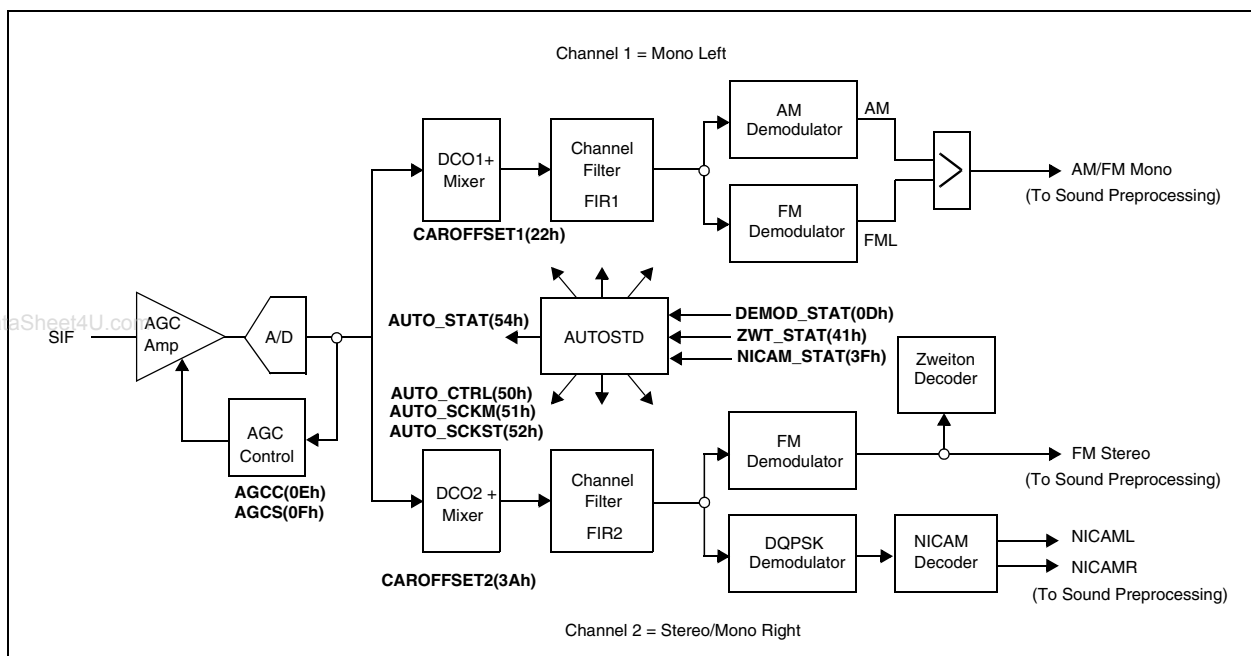 Channel 1 = Mono Left
AM
Demodulator
AM
DCO1+
Mixer
Channel
Filter
FIR1
AM/FM Mono
(To Sound Preprocessing)
FM
Demodulator
FML
CAROFFSET1(22h)
taSheet4U.com
SIF
AGC
Amp
A/D
AUTO_STAT(54h)
AUTOSTD
DEMOD_STAT(0Dh)
ZWT_STAT(41h)
NICAM_STAT(3Fh)
Zweiton
Decoder
AUTO_CTRL(50h)
AUTO_SCKM(51h)
AUTO_SCKST(52h)
AGC
Control
AGCC(0Eh)
AGCS(0Fh)
DCO2 +
Mixer
Channel
Filter
FIR2
FM
Demodulator
FM Stereo
(To Sound Preprocessing)
DQPSK
Demodulator
NICAM
Decoder
NICAML
NICAMR
(To Sound Preprocessing)
CAROFFSET2(3Ah)
Channel 2 = Stereo/Mono Right